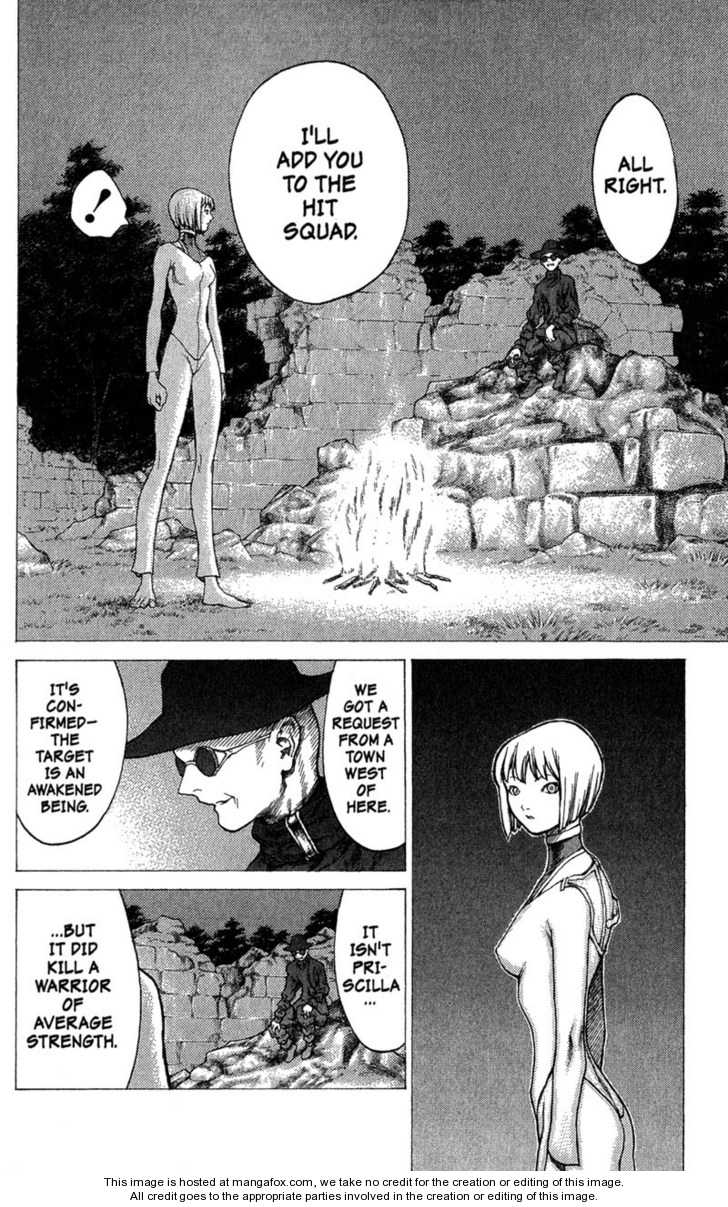 ALL
RIGHT.
I'LL
ADD YOU
TO THE
HIT
SQUAD.
!
WE
GOT A
REQUEST
FROM A
TOWN
WEST
OF
HERE.
IT'S
CON-
FIRMED—
THE
TARGET
IS AN
AWAKENED
BEING.
IT
ISN'T
PRI-
SCILLA
...
...BUT
IT DID
KILL A
WARRIOR
OF
AVERAGE
STRENGTH.
This image is hosted at mangafox.com, we take no credit for the creation or editing of this image.
All credit goes to the appropriate parties involved in the creation or editing of this image.